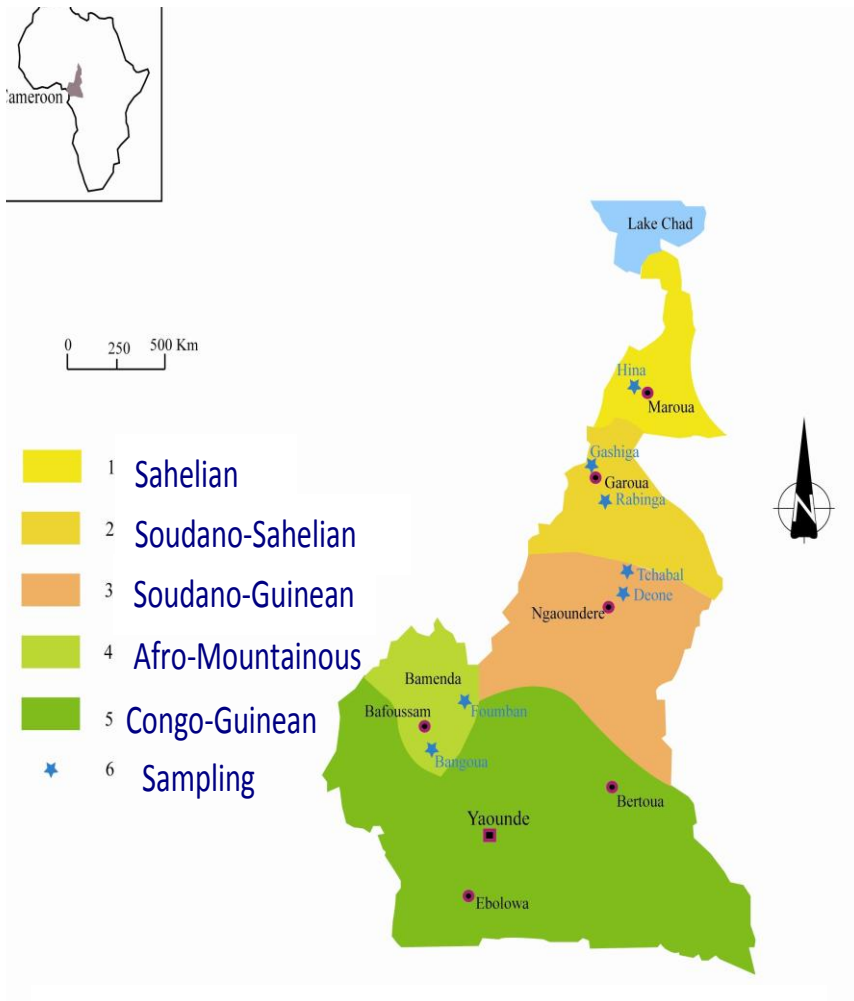 ameroon
Lake Chad
0 250 500 Km
Hina
Maroua
Gashiga
Garoua
Rabinga
1 Sahelian
2 Soudano-Sahelian
3 Soudano-Guinean
4 Afro-Mountainous
5 Congo-Guinean
6 Sampling
N
Tchabal
Deone
Ngaoundere
Bamenda
Bafoussam
Foumban
Bangoua
Bertoua
Yaounde
Ebolowa